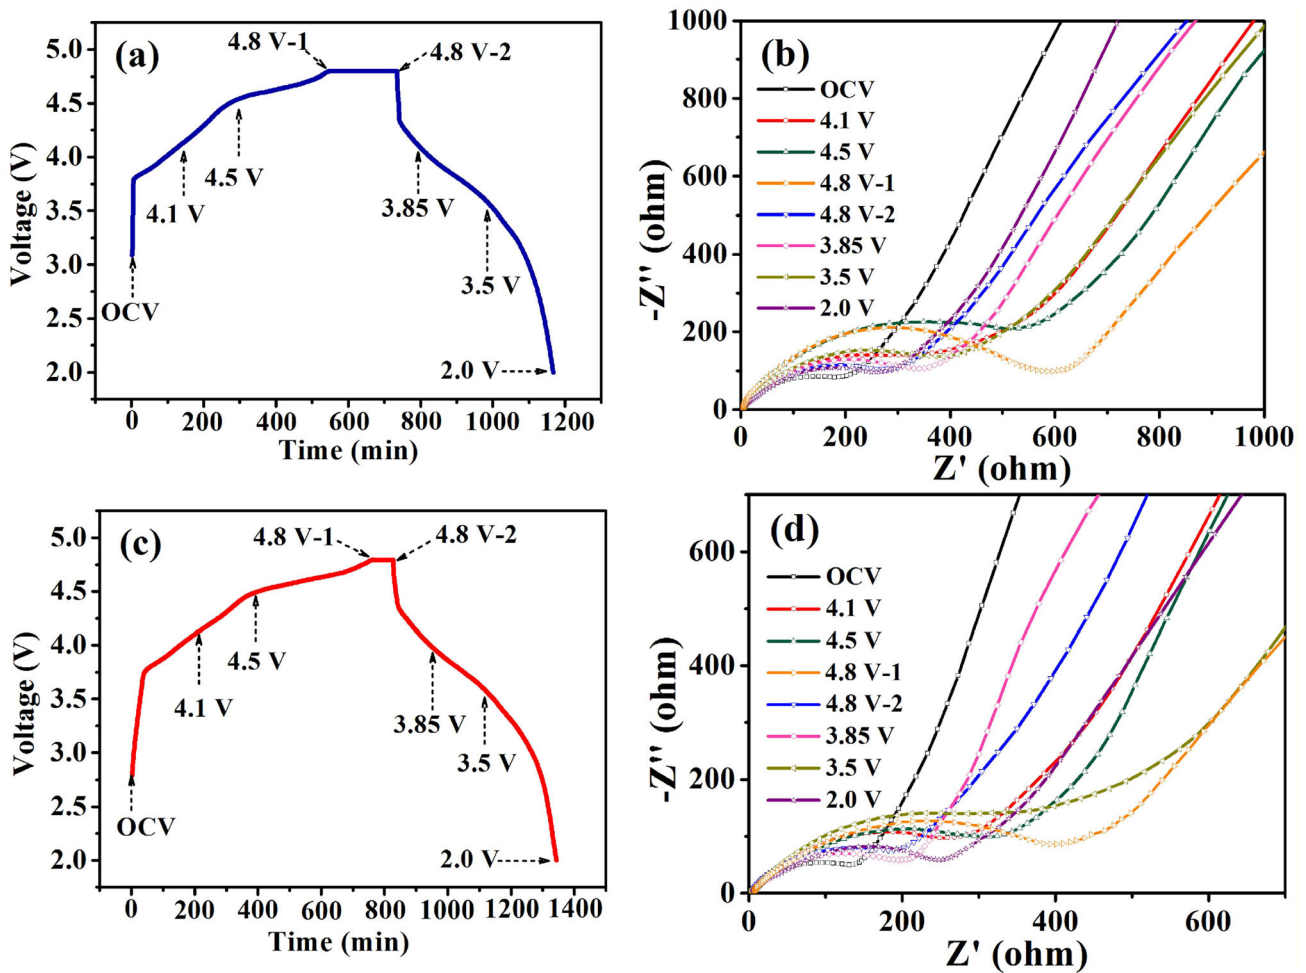 (a)
4.8 V-1
4.8 V-2
4.5 V
4.1 V
OCV
3.85 V
3.5 V
2.0 V
5.0
4.5
4.0
3.5
3.0
2.5
2.0
Voltage (V)
0 200 400 600 800 1000 1200
Time (min)
(b)
OCV
4.1 V
4.5 V
4.8 V-1
4.8 V-2
3.85 V
3.5 V
2.0 V
1000
800
600
400
200
0
-Z'' (ohm)
0 200 400 600 800 1000
Z' (ohm)
(c)
4.8 V-1
4.8 V-2
4.5 V
4.1 V
OCV
3.85 V
3.5 V
2.0 V
5.0
4.5
4.0
3.5
3.0
2.5
2.0
Voltage (V)
0 200 400 600 800 1000 1200 1400
Time (min)
(d)
OCV
4.1 V
4.5 V
4.8 V-1
4.8 V-2
3.85 V
3.5 V
2.0 V
600
400
200
0
-Z'' (ohm)
0 200 400 600
Z' (ohm)